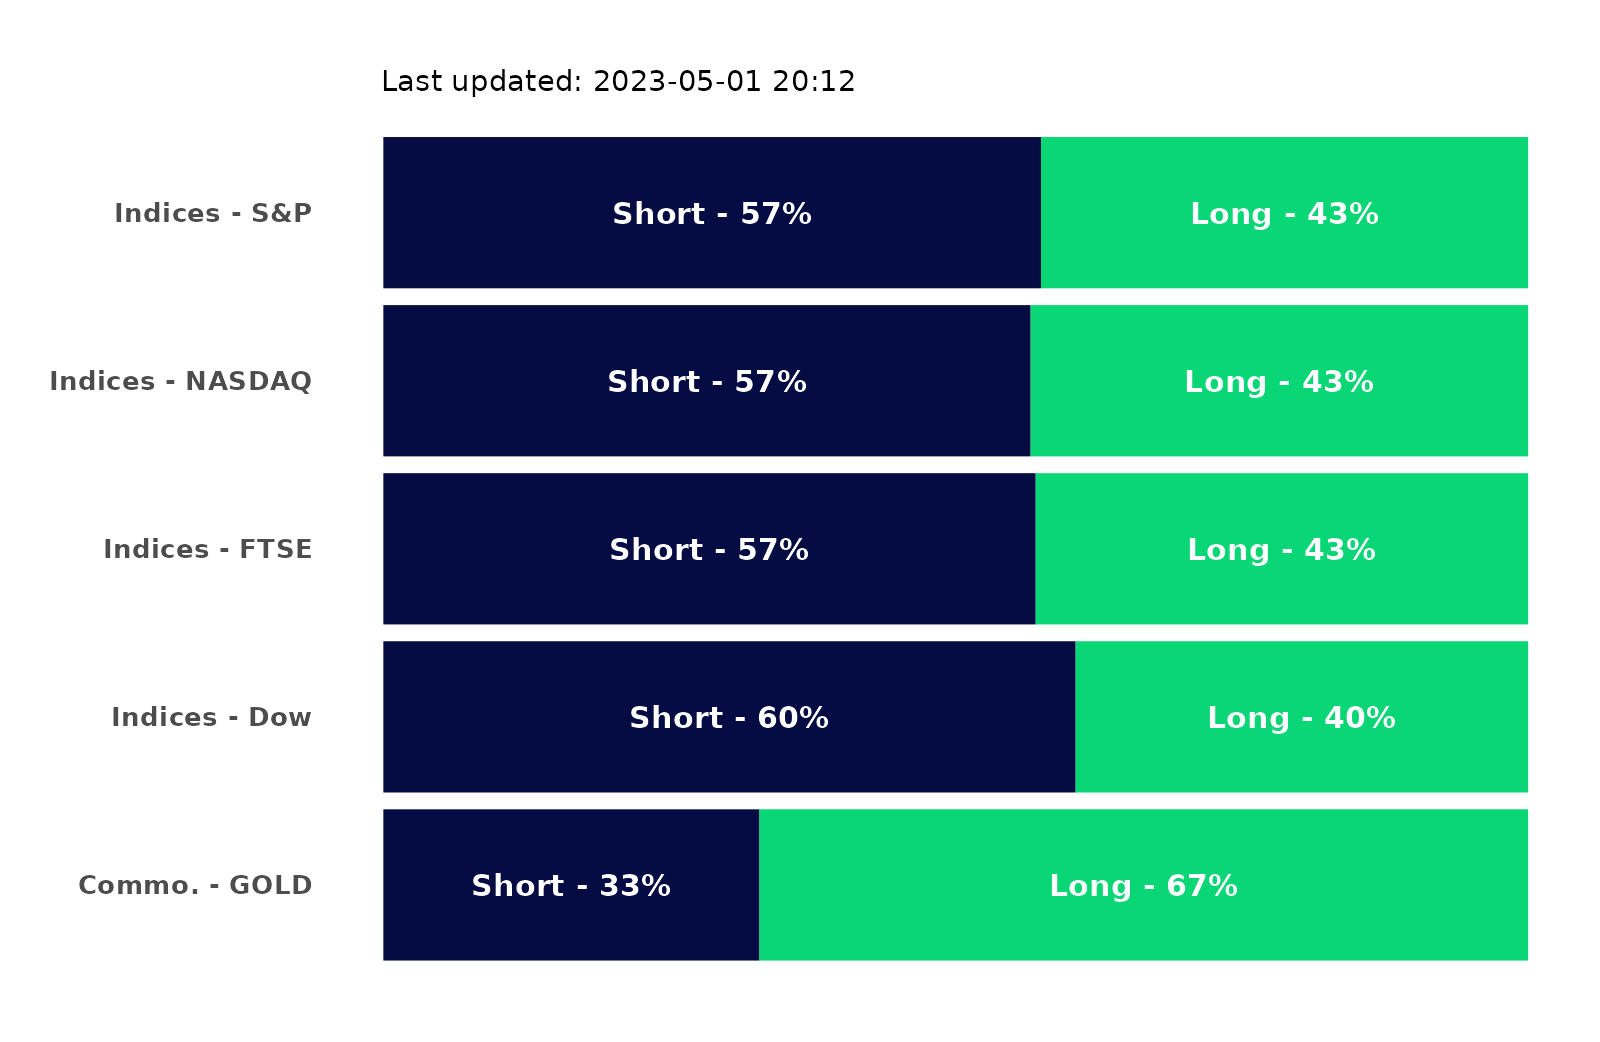 Last updated: 2023-05-01 20:12
Indices - S&P
Short - 57%
Long - 43%
Indices - NASDAQ
Short - 57%
Long - 43%
Indices - FTSE
Short - 57%
Long - 43%
Indices - Dow
Short - 60%
Long - 40%
Commo. - GOLD
Short - 33%
Long - 67%